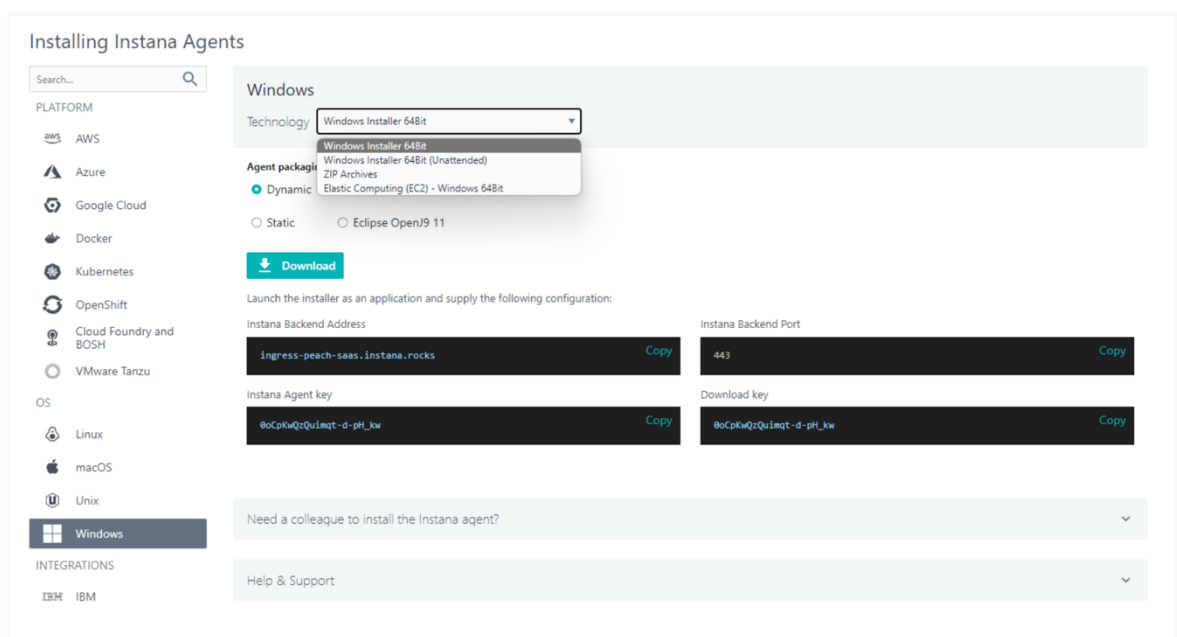 Installing Instana Agents
Search...
PLATFORM
aws AWS
Azure
Google Cloud
Docker
Kubernetes
OpenShift
Cloud Foundry and
BOSH
VMware Tanzu
OS
Linux
macOS
Unix
Windows
INTEGRATIONS
IBM IBM
Windows
Technology Windows Installer 64Bit
Windows Installer 64Bit
Windows Installer 64Bit (Unattended)
ZIP Archives
Elastic Computing (EC2) - Windows 64Bit
Agent packagin
Dynamic
Static Eclipse OpenJ9 11
Download
Launch the installer as an application and supply the following configuration:
Instana Backend Address
ingress-peach-saas.instana.rocks Copy
Instana Backend Port
443 Copy
Instana Agent key
0oCpKwQzQuimqt-d-pH_kw Copy
Download key
0oCpKwQzQuimqt-d-pH_kw Copy
Need a colleague to install the Instana agent?
Help & Support